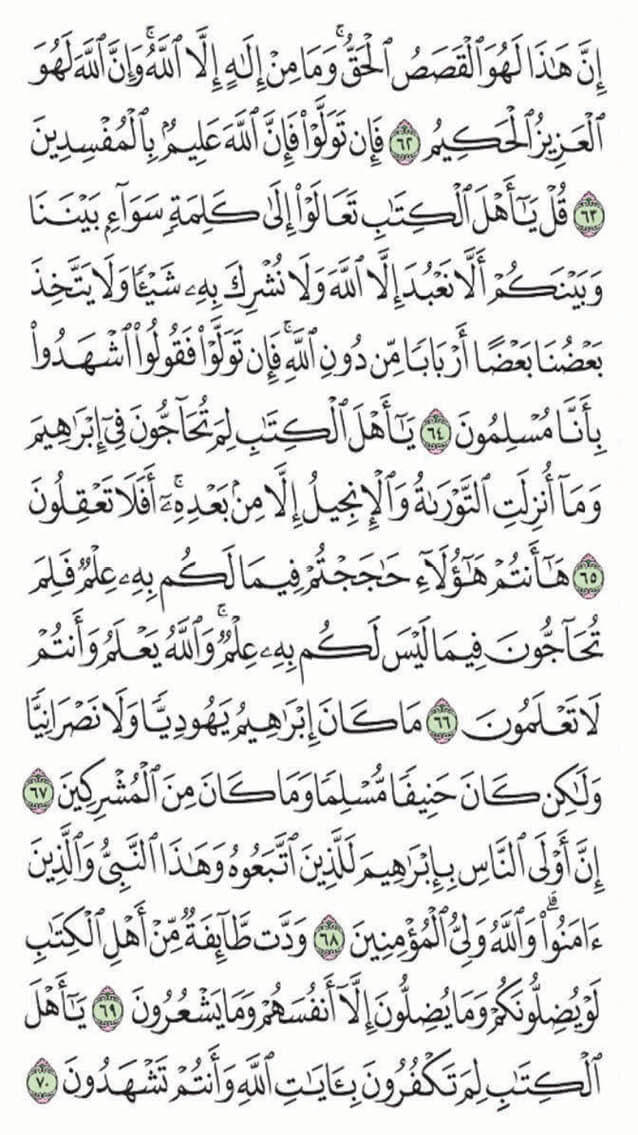 إِنَّ هَٰذَا لَهُوَ ٱلْقَصَصُ ٱلْحَقُّۚ وَمَا مِنْ إِلَٰهٍ إِلَّا ٱللَّهُۚ وَإِنَّ ٱللَّهَ لَهُوَ
ٱلْعَزِيزُ ٱلْحَكِيمُ ٦٢ فَإِن تَوَلَّوْا۟ فَإِنَّ ٱللَّهَ عَلِيمٌۢ بِٱلْمُفْسِدِينَ
٦٣ قُلْ يَٰٓأَهْلَ ٱلْكِتَٰبِ تَعَالَوْا۟ إِلَىٰ كَلِمَةٍ سَوَآءٍۭ بَيْنَنَا
وَبَيْنَكُمْ أَلَّا نَعْبُدَ إِلَّا ٱللَّهَ وَلَا نُشْرِكَ بِهِۦ شَيْـًٔا وَلَا يَتَّخِذَ
بَعْضُنَا بَعْضًا أَرْبَابًا مِّن دُونِ ٱللَّهِۚ فَإِن تَوَلَّوْا۟ فَقُولُوا۟ ٱشْهَدُوا۟
بِأَنَّا مُسْلِمُونَ ٦٤ يَٰٓأَهْلَ ٱلْكِتَٰبِ لِمَ تُحَآجُّونَ فِىٓ إِبْرَٰهِيمَ
وَمَآ أُنزِلَتِ ٱلتَّوْرَىٰةُ وَٱلْإِنجِيلُ إِلَّا مِنۢ بَعْدِهِۦٓۚ أَفَلَا تَعْقِلُونَ
٦٥ هَٰٓأَنتُمْ هَٰٓؤُلَآءِ حَٰجَجْتُمْ فِيمَا لَكُم بِهِۦ عِلْمٌ فَلِمَ
تُحَآجُّونَ فِيمَا لَيْسَ لَكُم بِهِۦ عِلْمٌۚ وَٱللَّهُ يَعْلَمُ وَأَنتُمْ
لَا تَعْلَمُونَ ٦٦ مَا كَانَ إِبْرَٰهِيمُ يَهُودِيًّا وَلَا نَصْرَانِيًّا
وَلَٰكِن كَانَ حَنِيفًا مُّسْلِمًا وَمَا كَانَ مِنَ ٱلْمُشْرِكِينَ ٦٧
إِنَّ أَوْلَى ٱلنَّاسِ بِإِبْرَٰهِيمَ لَلَّذِينَ ٱتَّبَعُوهُ وَهَٰذَا ٱلنَّبِىُّ وَٱلَّذِينَ
ءَامَنُوا۟ۗ وَٱللَّهُ وَلِىُّ ٱلْمُؤْمِنِينَ ٦٨ وَدَّت طَّآئِفَةٌ مِّنْ أَهْلِ ٱلْكِتَٰبِ
لَوْ يُضِلُّونَكُمْ وَمَا يُضِلُّونَ إِلَّآ أَنفُسَهُمْ وَمَا يَشْعُرُونَ ٦٩ يَٰٓأَهْلَ
ٱلْكِتَٰبِ لِمَ تَكْفُرُونَ بِـَٔايَٰتِ ٱللَّهِ وَأَنتُمْ تَشْهَدُونَ ٧٠